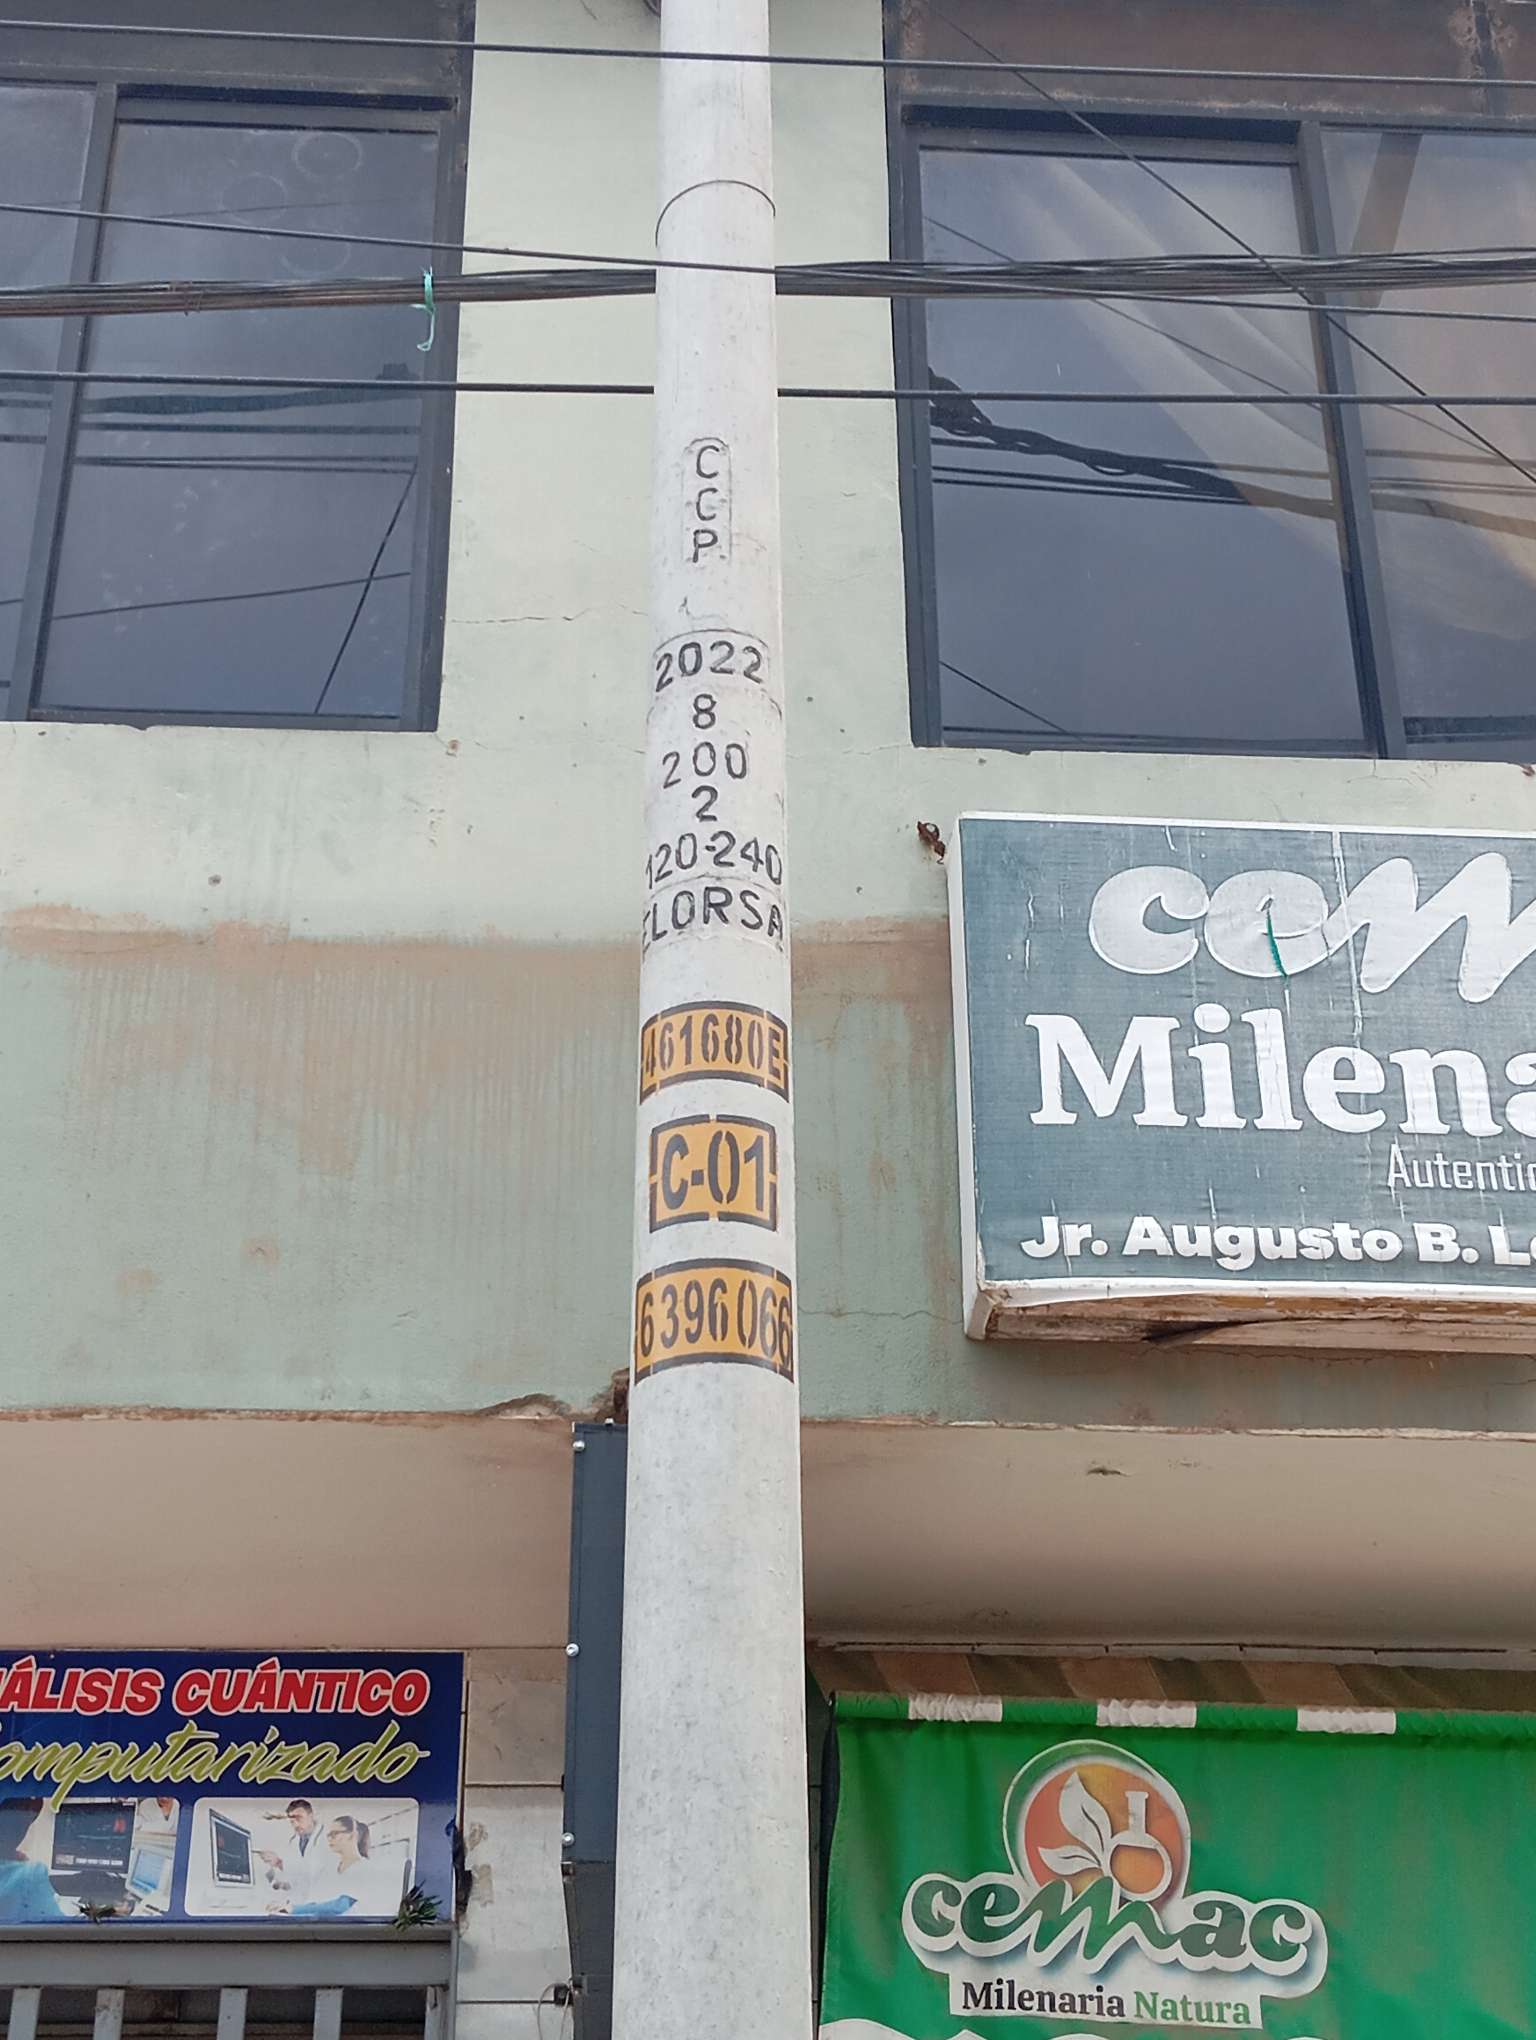 C
C
P
2022
8
200
2
120-240
ELORSA
461680E
C-01
6396066
Milena
Autentic
Jr. Augusto B. Le
ÁLISIS CUÁNTICO
omputarizado
cemac
Milenaria Natura